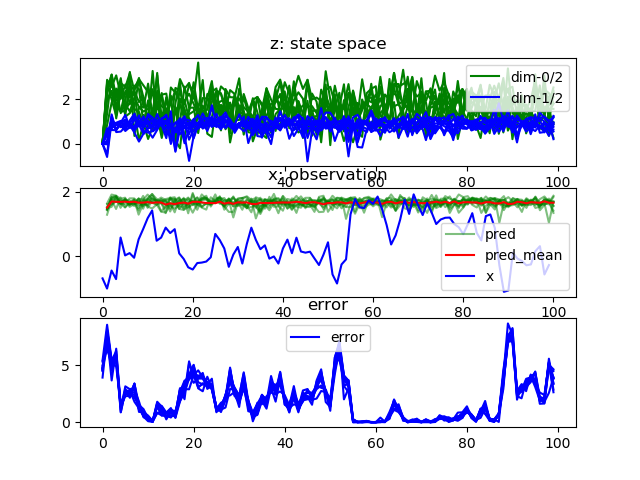 z: state space
2
0
dim-0/2
dim-1/2
0 20 40 60 80 100
x: observation
2
0
pred
pred_mean
x
0 20 40 60 80 100
error
5
0
error
0 20 40 60 80 100